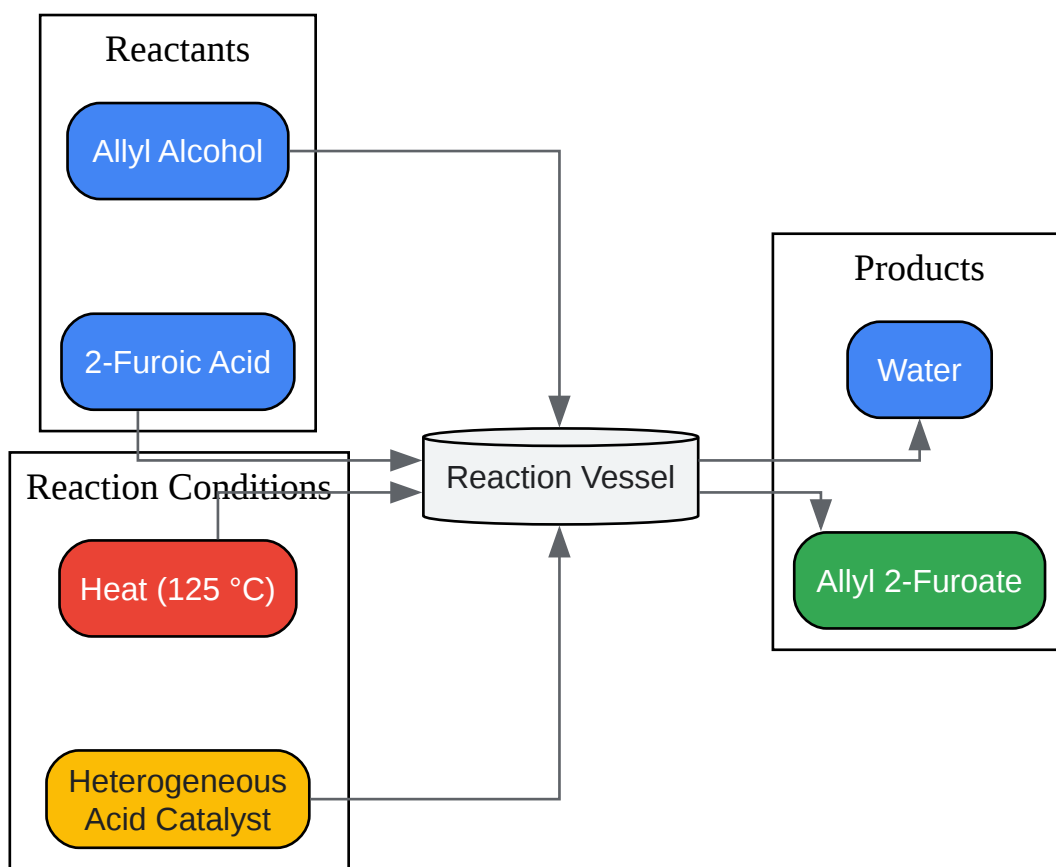 Reactants
Allyl Alcohol
2-Furoic Acid
Reaction Conditions
Heat (125 °C)
Heterogeneous
Acid Catalyst
Reaction Vessel
Products
Water
Allyl 2-Furoate